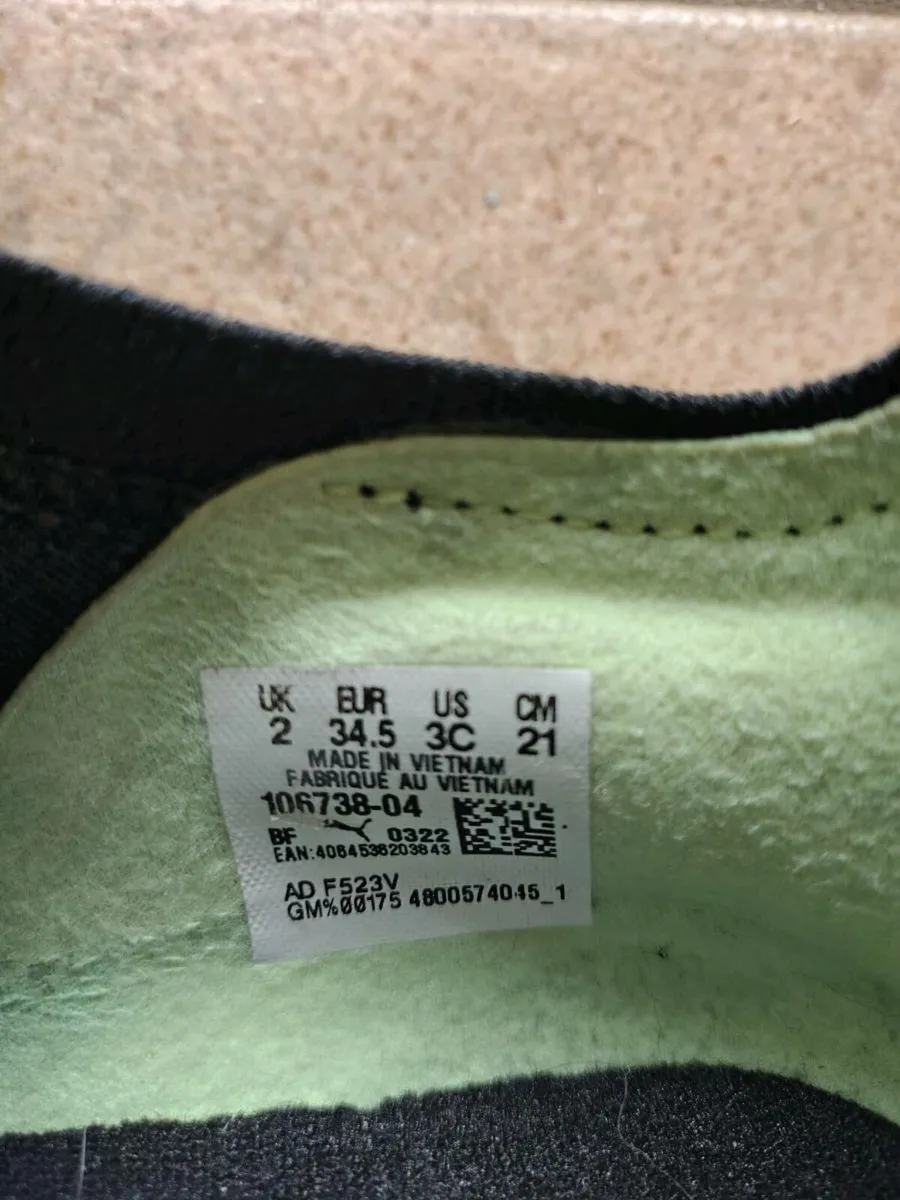 UK EUR US CM
2 34.5 3C 21
MADE IN VIETNAM
FABRIQUE AU VIETNAM
106738-04
BF 0322
EAN:4064536203843
AD F523V
GM%00175 4800574045_1